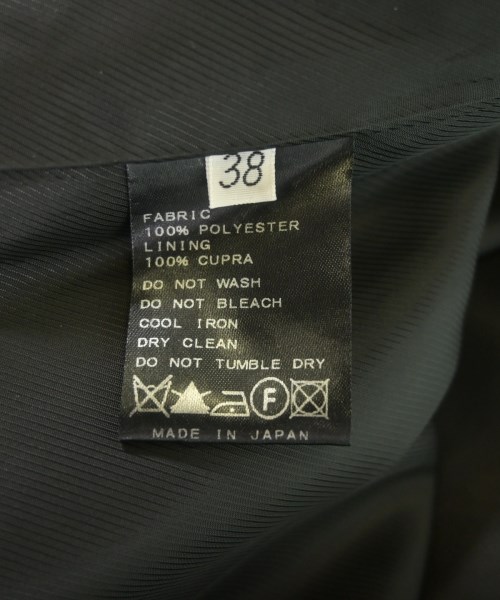 38
FABRIC
100% POLYESTER
LINING
100% CUPRA
DO NOT WASH
DO NOT BLEACH
COOL IRON
DRY CLEAN
DO NOT TUMBLE DRY
F
MADE IN JAPAN